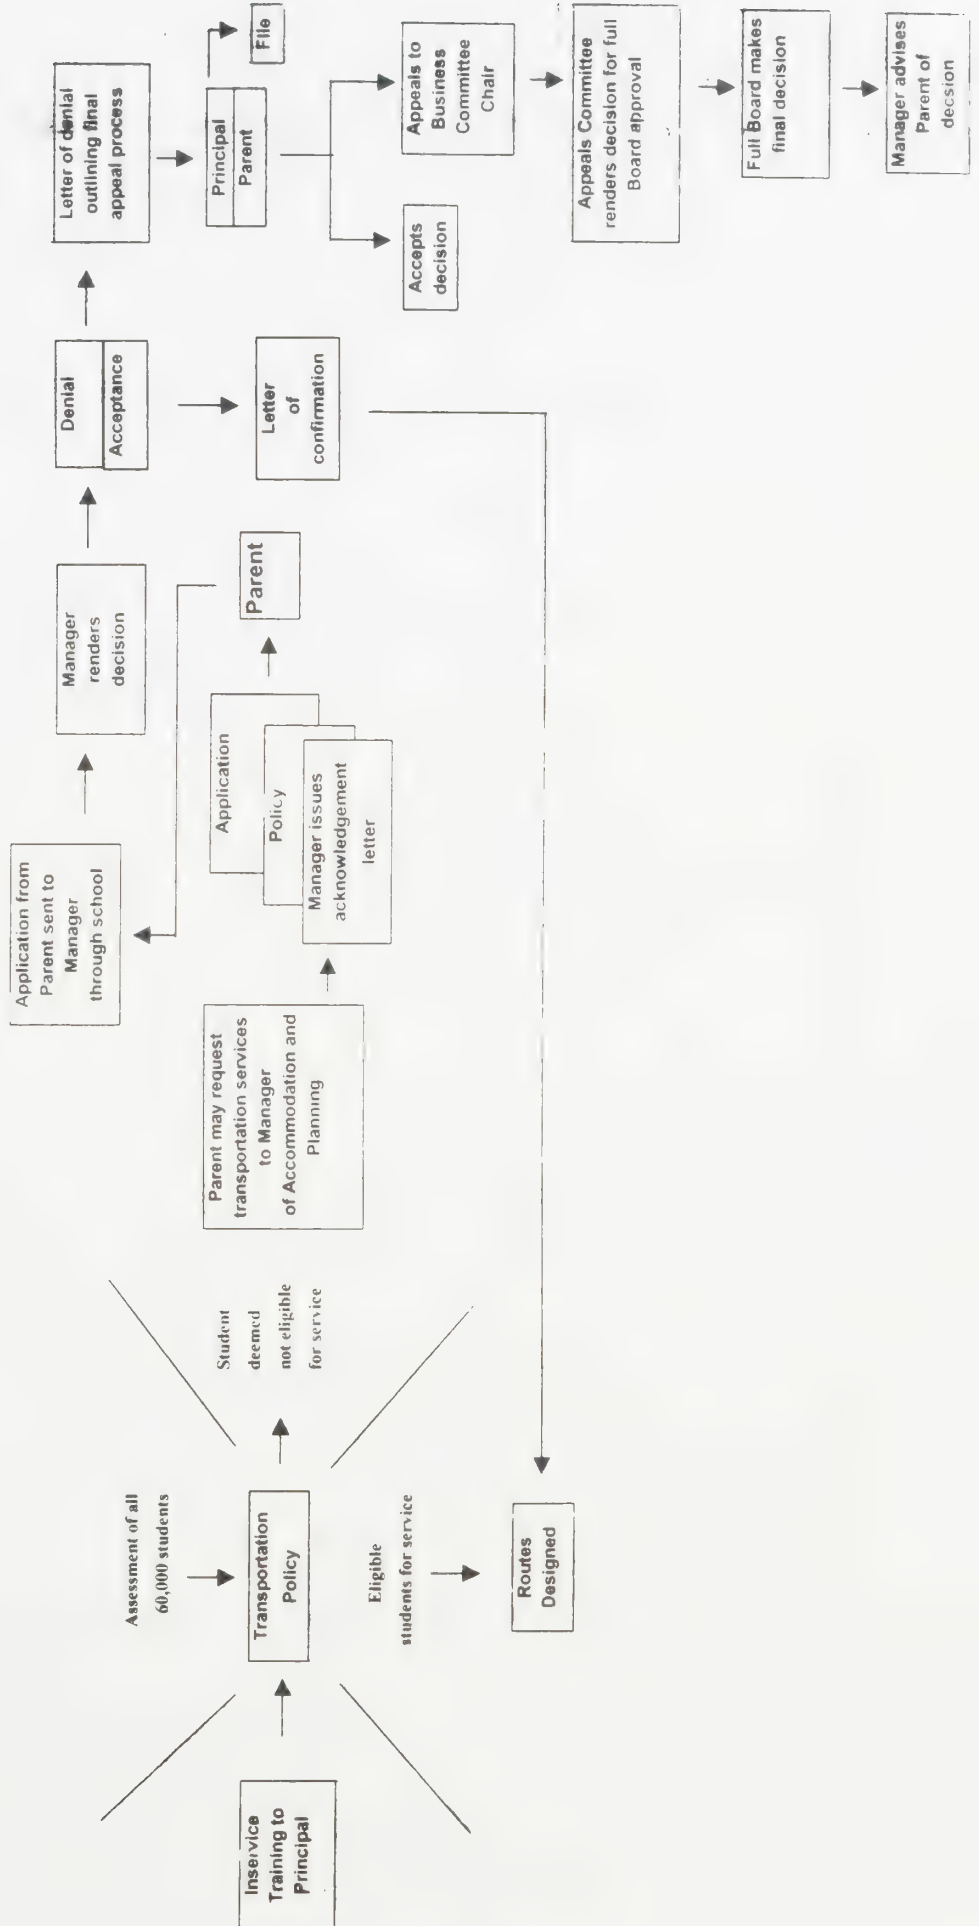 Inservice
Training to
Principal
Assessment of all
60,000 students
Transportation
Policy
Eligible
students for service
Routes
Designed
Student
deemed
not eligible
for service
Parent may request
transportation services
to Manager
of Accommodation and
Planning
Application
Policy
Manager issues
acknowledgement
letter
Parent
Application from
Parent sent to
Manager
through school
Manager
renders
decision
Denial
Acceptance
Letter
of
confirmation
Letter of denial
outlining final
appeal process
Principal
Parent
File
Accepts
decision
Appeals to
Business
Committee
Chair
Appeals Committee
renders decision for full
Board approval
Full Board makes
final decision
Manager advises
Parent of
decsion